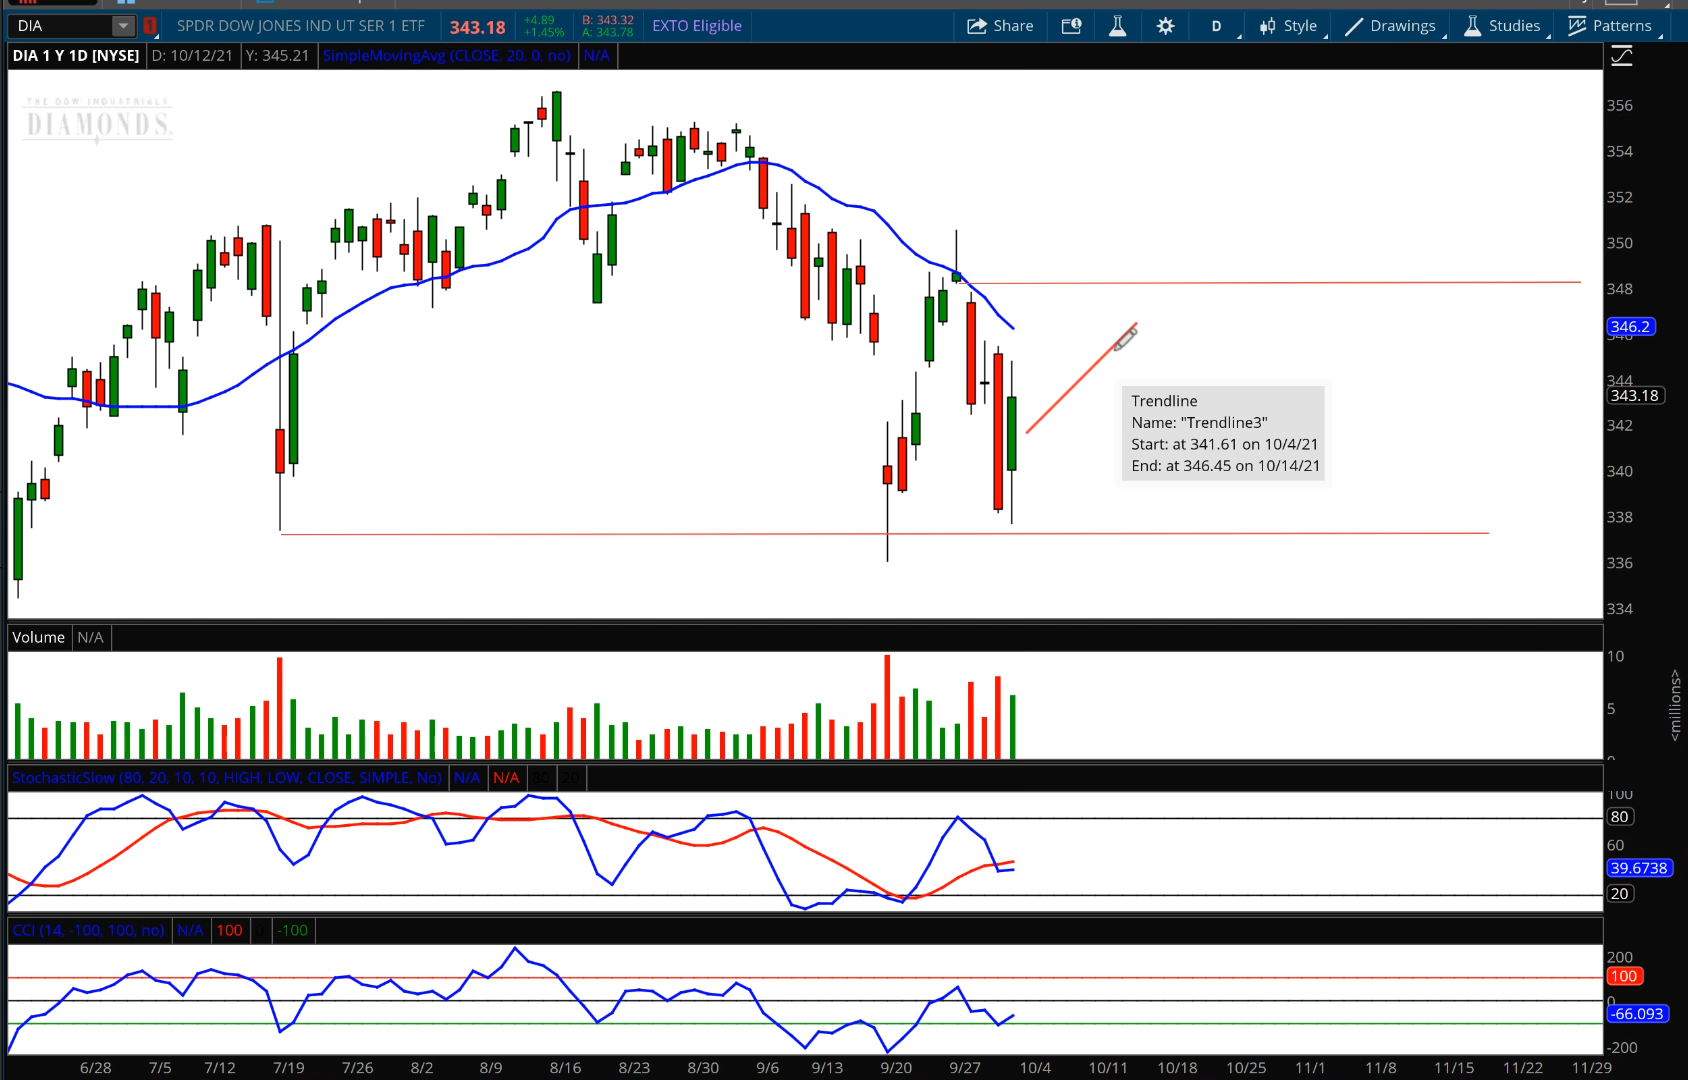 DIA 1 SPDR DOW JONES IND UT SER 1 ETF 343.18 +4.89 B: 343.32 EXTO Eligible Share D Style Drawings Studies Patterns
+1.45% A: 343.78
DIA 1 Y 1D [NYSE] D: 10/12/21 Y: 345.21 SimpleMovingAvg (CLOSE, 20, 0, no) N/A
THE DOW INDUSTRIALS
DIAMONDS.
356
354
352
350
348
346.2
346
344
343.18
342
340
338
336
334
Trendline
Name: "Trendline3"
Start: at 341.61 on 10/4/21
End: at 346.45 on 10/14/21
Volume N/A
10
5
<millions>
StochasticSlow (80, 20, 10, 10, HIGH, LOW, CLOSE, SIMPLE, No) N/A N/A 80 20
100
80
60
39.6738
20
CCI (14, -100, 100, no) N/A 100 0 -100
200
100
0
-66.093
-200
6/28 7/5 7/12 7/19 7/26 8/2 8/9 8/16 8/23 8/30 9/6 9/13 9/20 9/27 10/4 10/11 10/18 10/25 11/1 11/8 11/15 11/22 11/29